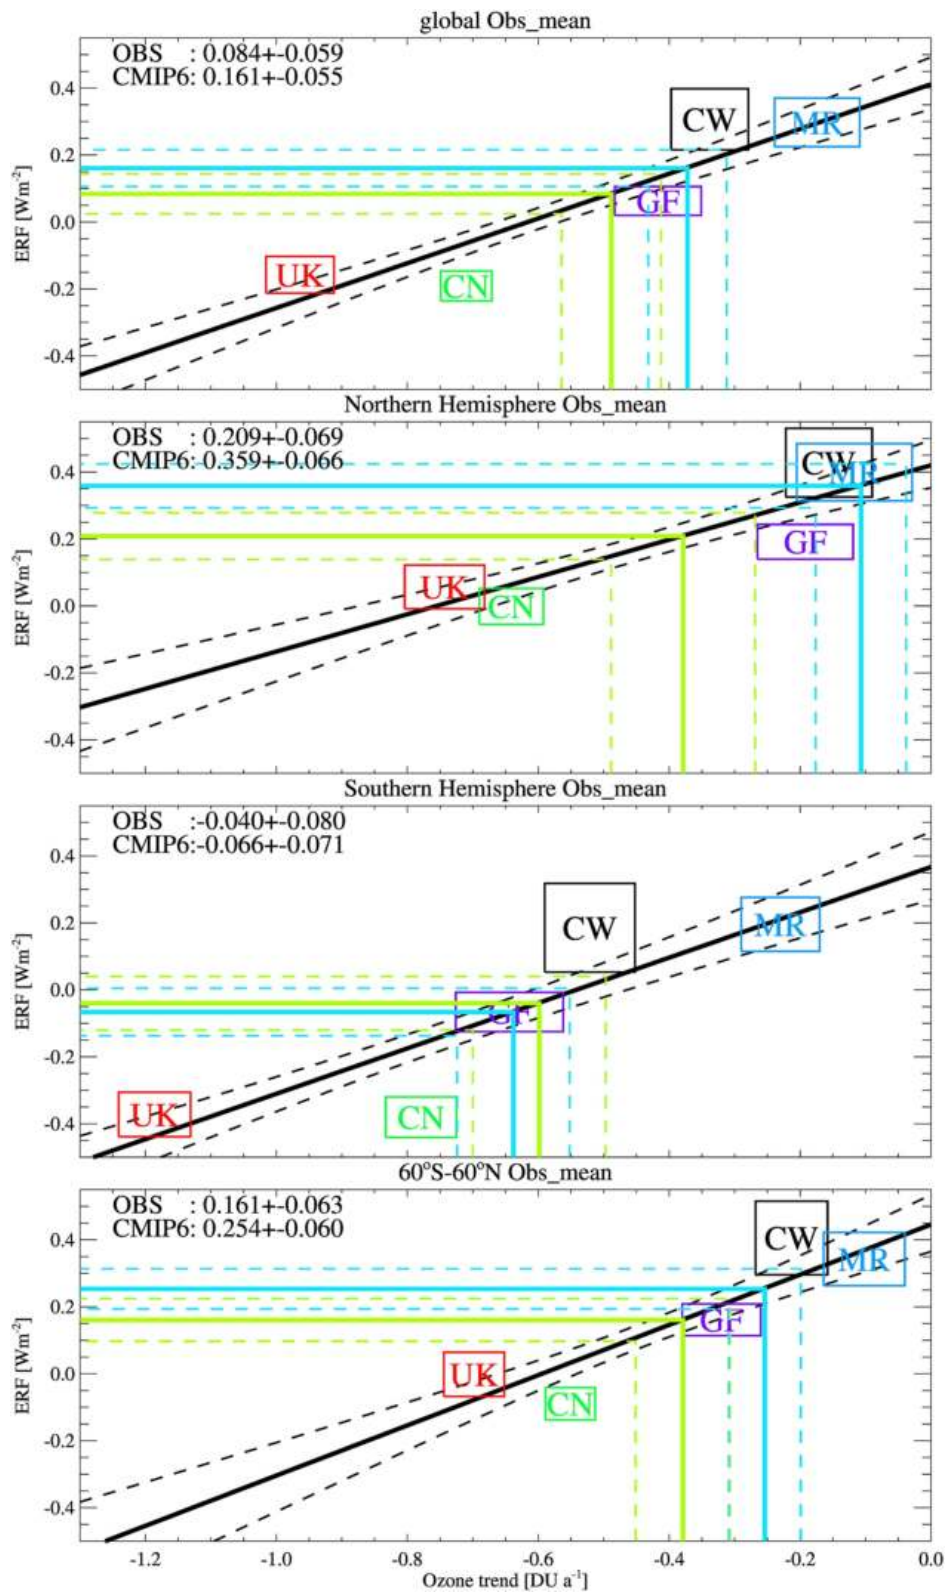 global Obs_mean
OBS : 0.084+-0.059
CMIP6: 0.161+-0.055
0.4
0.2
0.0
-0.2
-0.4
ERF [Wm⁻²]
CW
MR
GF
UK
CN
Northern Hemisphere Obs_mean
OBS : 0.209+-0.069
CMIP6: 0.359+-0.066
0.4
0.2
0.0
-0.2
-0.4
ERF [Wm⁻²]
CW
MR
GF
UK
CN
Southern Hemisphere Obs_mean
OBS :-0.040+-0.080
CMIP6:-0.066+-0.071
0.4
0.2
0.0
-0.2
-0.4
ERF [Wm⁻²]
CW
MR
GF
UK
CN
60°S-60°N Obs_mean
OBS : 0.161+-0.063
CMIP6: 0.254+-0.060
0.4
0.2
0.0
-0.2
-0.4
ERF [Wm⁻²]
CW
MR
GF
UK
CN
-1.2 -1.0 -0.8 -0.6 -0.4 -0.2 0.0
Ozone trend [DU a⁻¹]